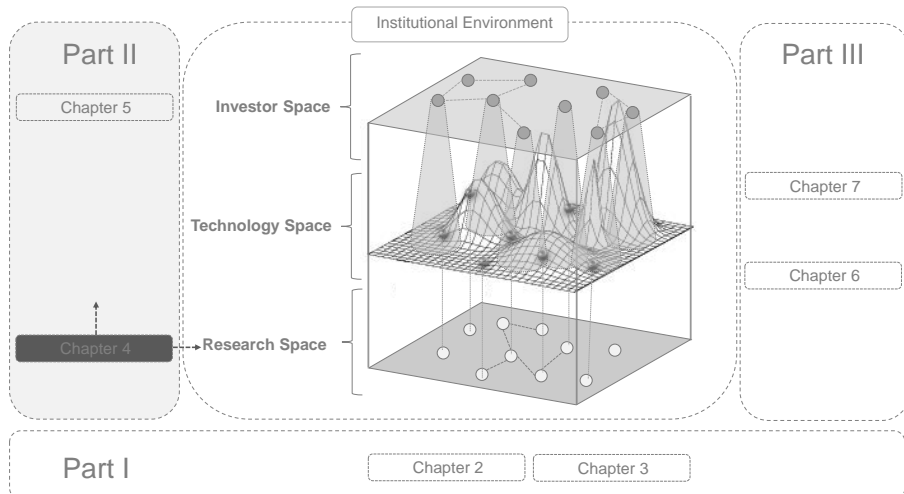 Institutional Environment
Part II
Part III
Chapter 5
Investor Space
Chapter 7
Technology Space
Chapter 6
Chapter 4
Research Space
Part I
Chapter 2
Chapter 3